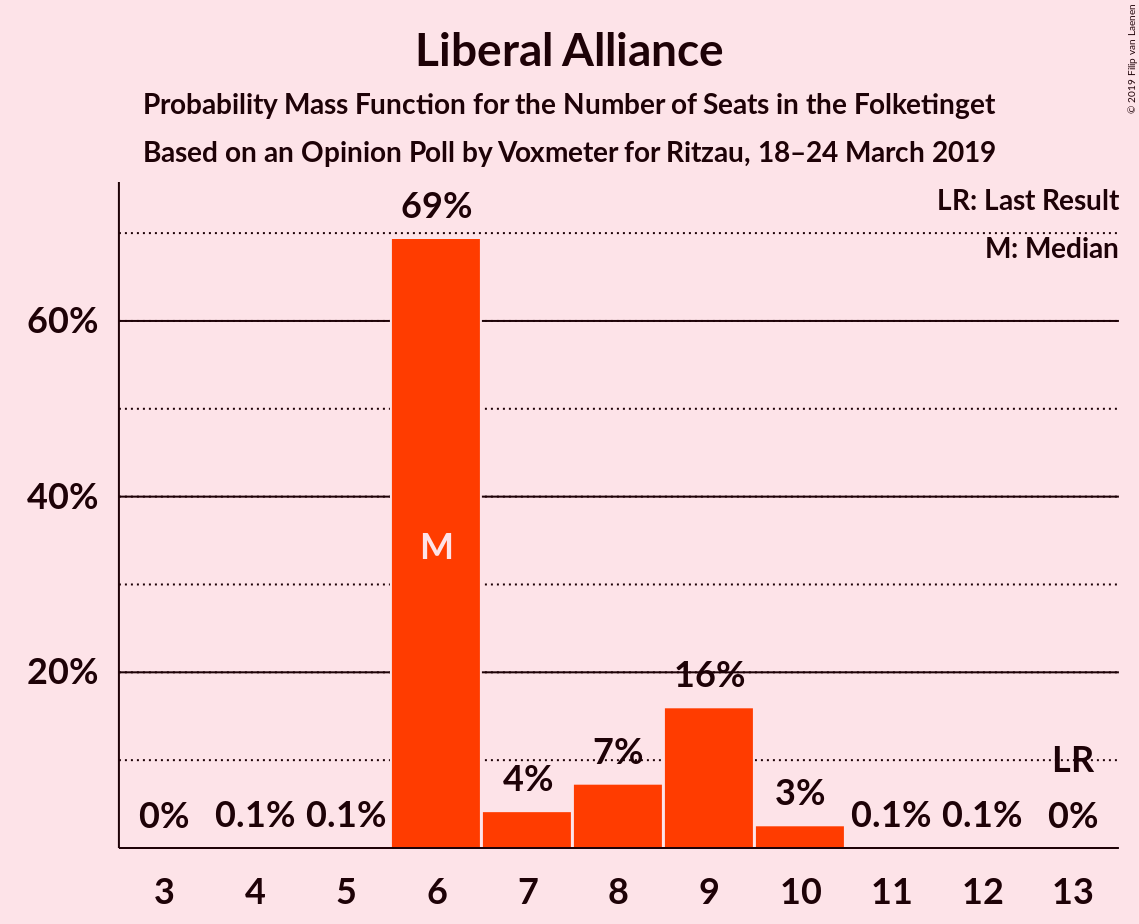 Liberal Alliance
Probability Mass Function for the Number of Seats in the Folketinget
Based on an Opinion Poll by Voxmeter for Ritzau, 18–24 March 2019
© 2019 Filip van Laenen
LR: Last Result
M: Median
60%
40%
20%
0%
0.1%
0.1%
69%
M
4%
7%
16%
3%
0.1%
0.1%
LR
0%
3 4 5 6 7 8 9 10 11 12 13